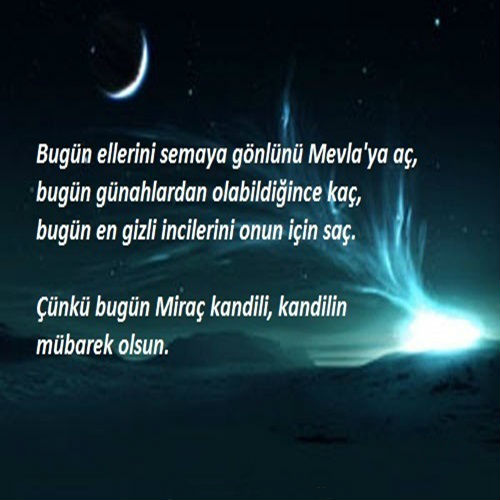 Bugün ellerini semaya gönlünü Mevla'ya aç,
bugün günahlardan olabildiğince kaç,
bugün en gizli incilerini onun için saç.
Çünkü bugün Miraç kandili, kandilin
mübarek olsun.